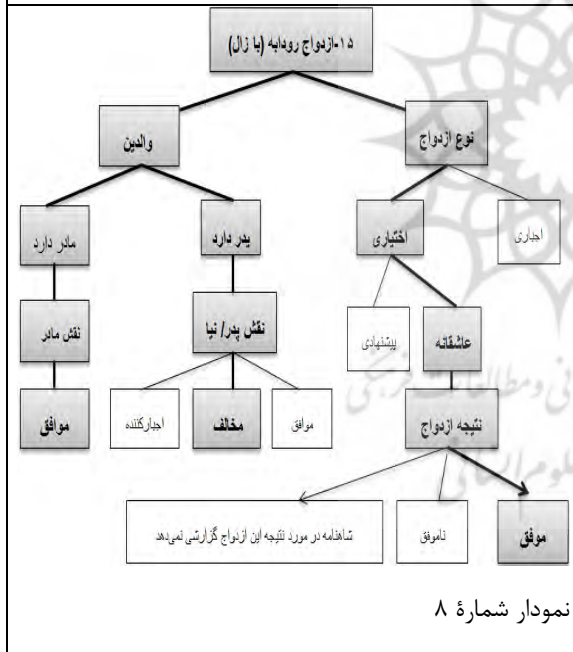 ۱۵-ازدواج رودابه (با زال)
نوع ازدواج
والدین
اجباری
اختیاری
پدر دارد
مادر دارد
عاشقانه
پیشنهادی
نقش پدر/ نیا
نقش مادر
نتیجه ازدواج
موافق
مخالف
اجبارکننده
موافق
موفق
ناموفق
شاهنامه در مورد نتیجه این ازدواج گزارشی نمی‌دهد
نمودار شمارهٔ ۸